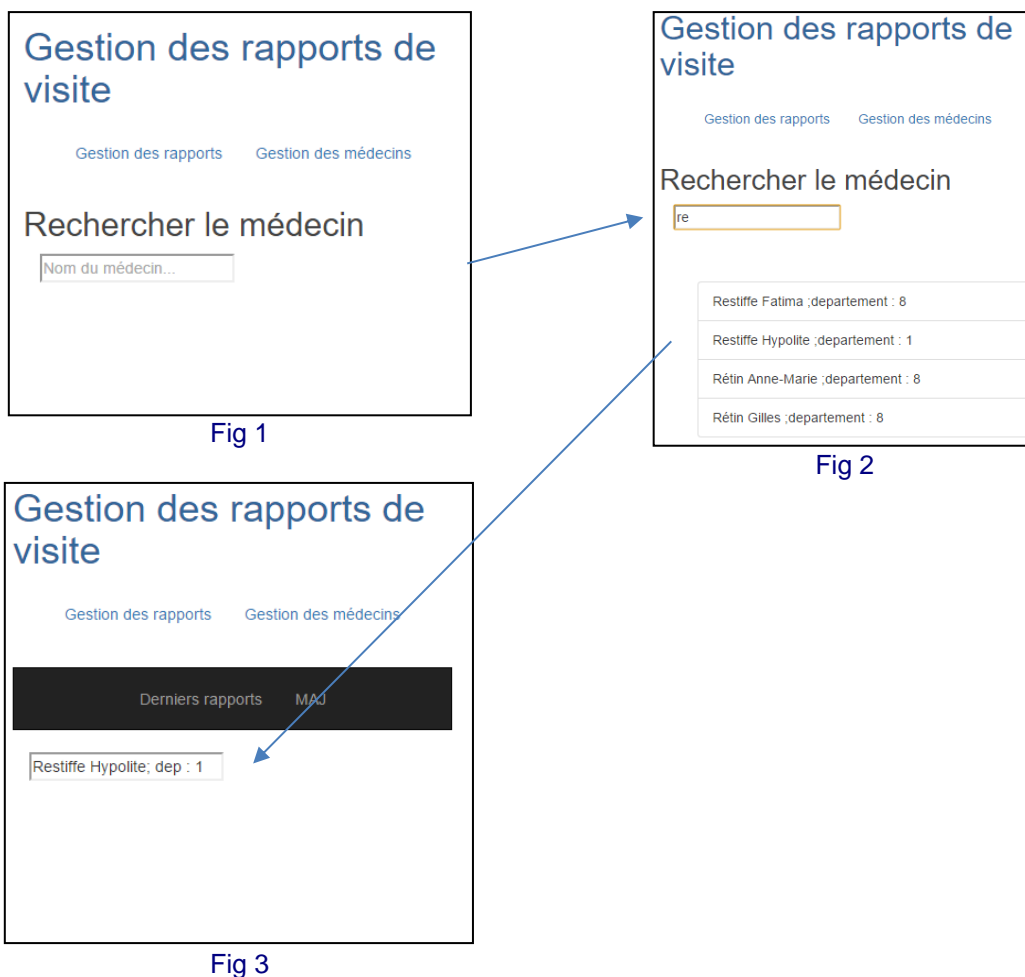 Gestion des rapports de
visite
Gestion des rapports Gestion des médecins
Rechercher le médecin
Nom du médecin...
Fig 1
Gestion des rapports de
visite
Gestion des rapports Gestion des médecins
Rechercher le médecin
re
Restiffe Fatima ;departement : 8
Restiffe Hypolite ;departement : 1
Rétin Anne-Marie ;departement : 8
Rétin Gilles ;departement : 8
Fig 2
Gestion des rapports de
visite
Gestion des rapports Gestion des médecins
Derniers rapports MAJ
Restiffe Hypolite; dep : 1
Fig 3